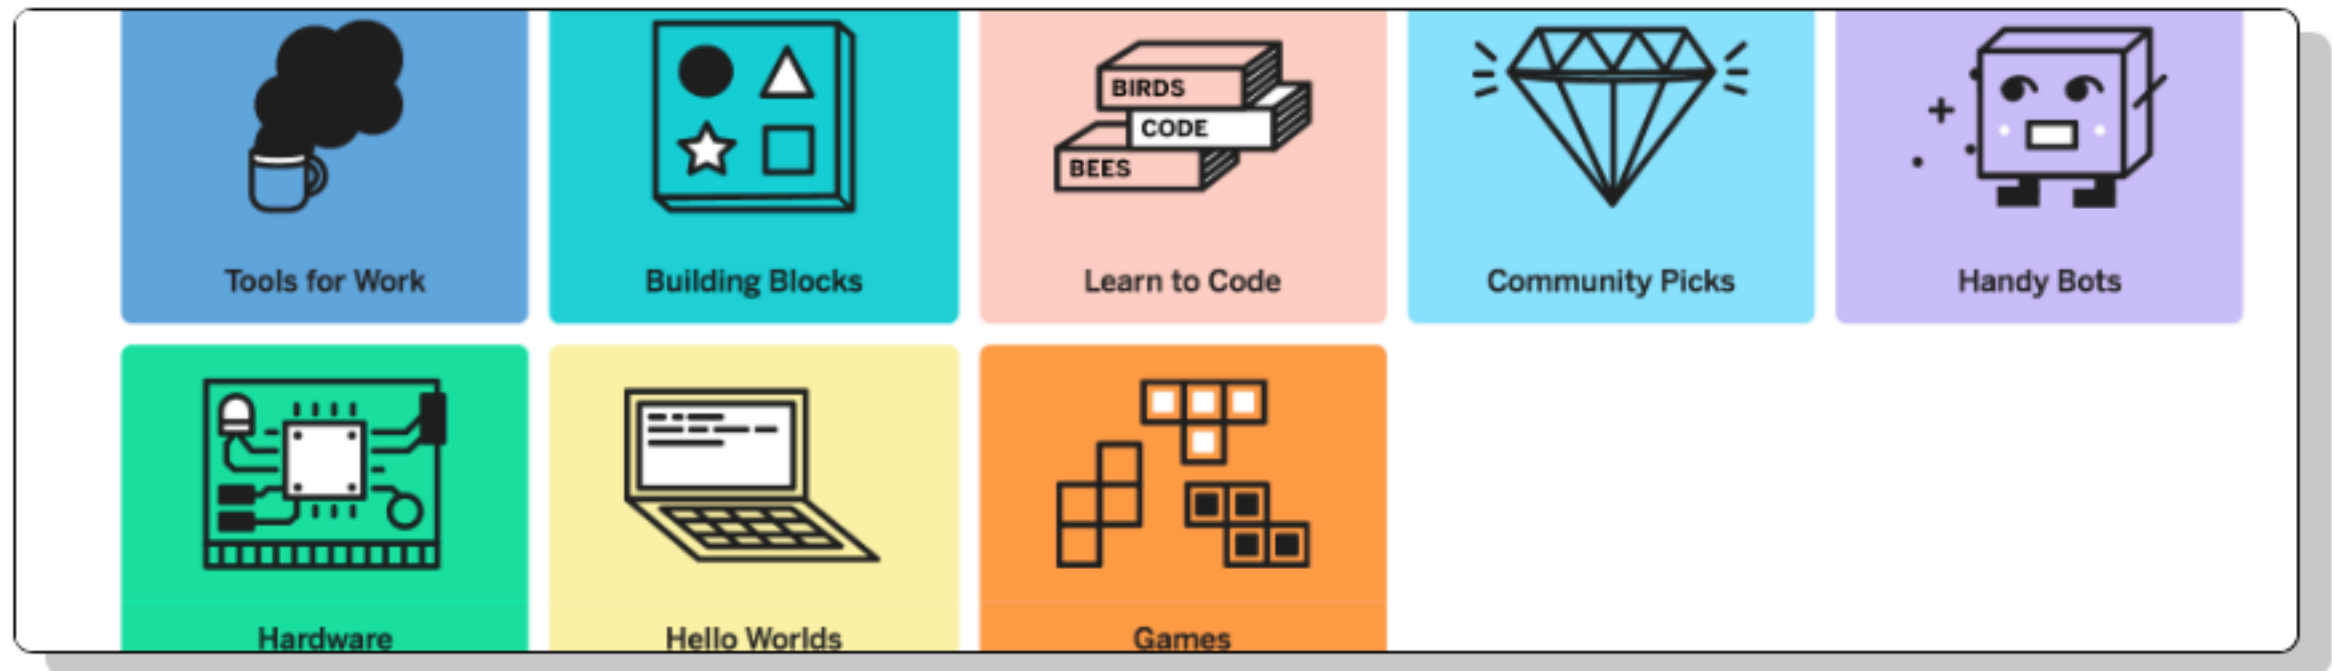 BIRDS
CODE
BEES
Tools for Work
Building Blocks
Learn to Code
Community Picks
Handy Bots
Hardware
Hello Worlds
Games